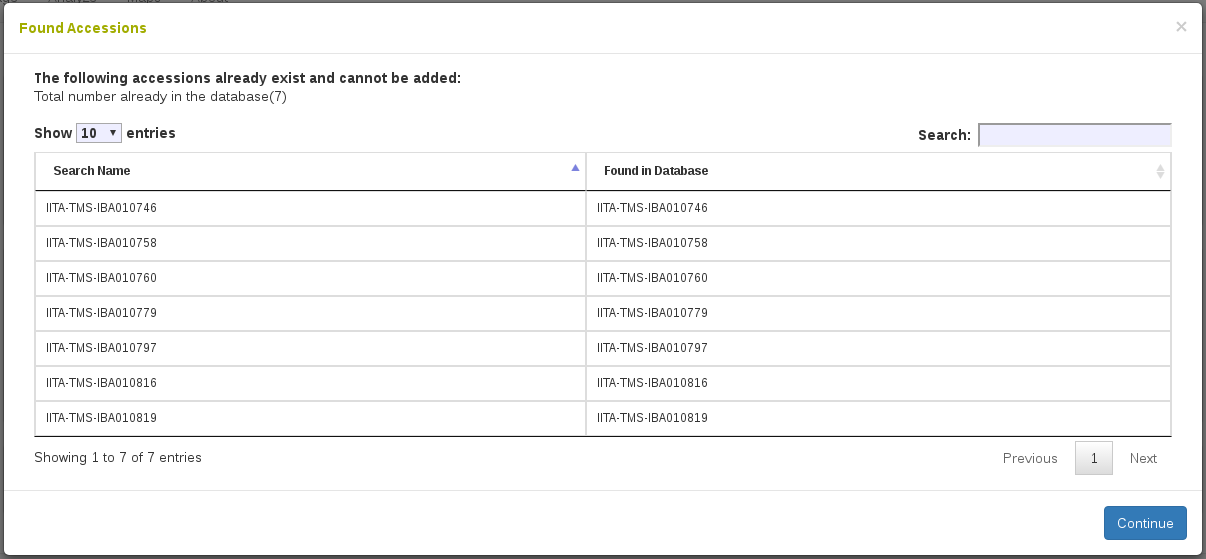 Found Accessions
×
The following accessions already exist and cannot be added:
Total number already in the database(7)
Show 10 entries
Search:
Search Name Found in Database
IITA-TMS-IBA010746 IITA-TMS-IBA010746
IITA-TMS-IBA010758 IITA-TMS-IBA010758
IITA-TMS-IBA010760 IITA-TMS-IBA010760
IITA-TMS-IBA010779 IITA-TMS-IBA010779
IITA-TMS-IBA010797 IITA-TMS-IBA010797
IITA-TMS-IBA010816 IITA-TMS-IBA010816
IITA-TMS-IBA010819 IITA-TMS-IBA010819
Showing 1 to 7 of 7 entries
Previous 1 Next
Continue